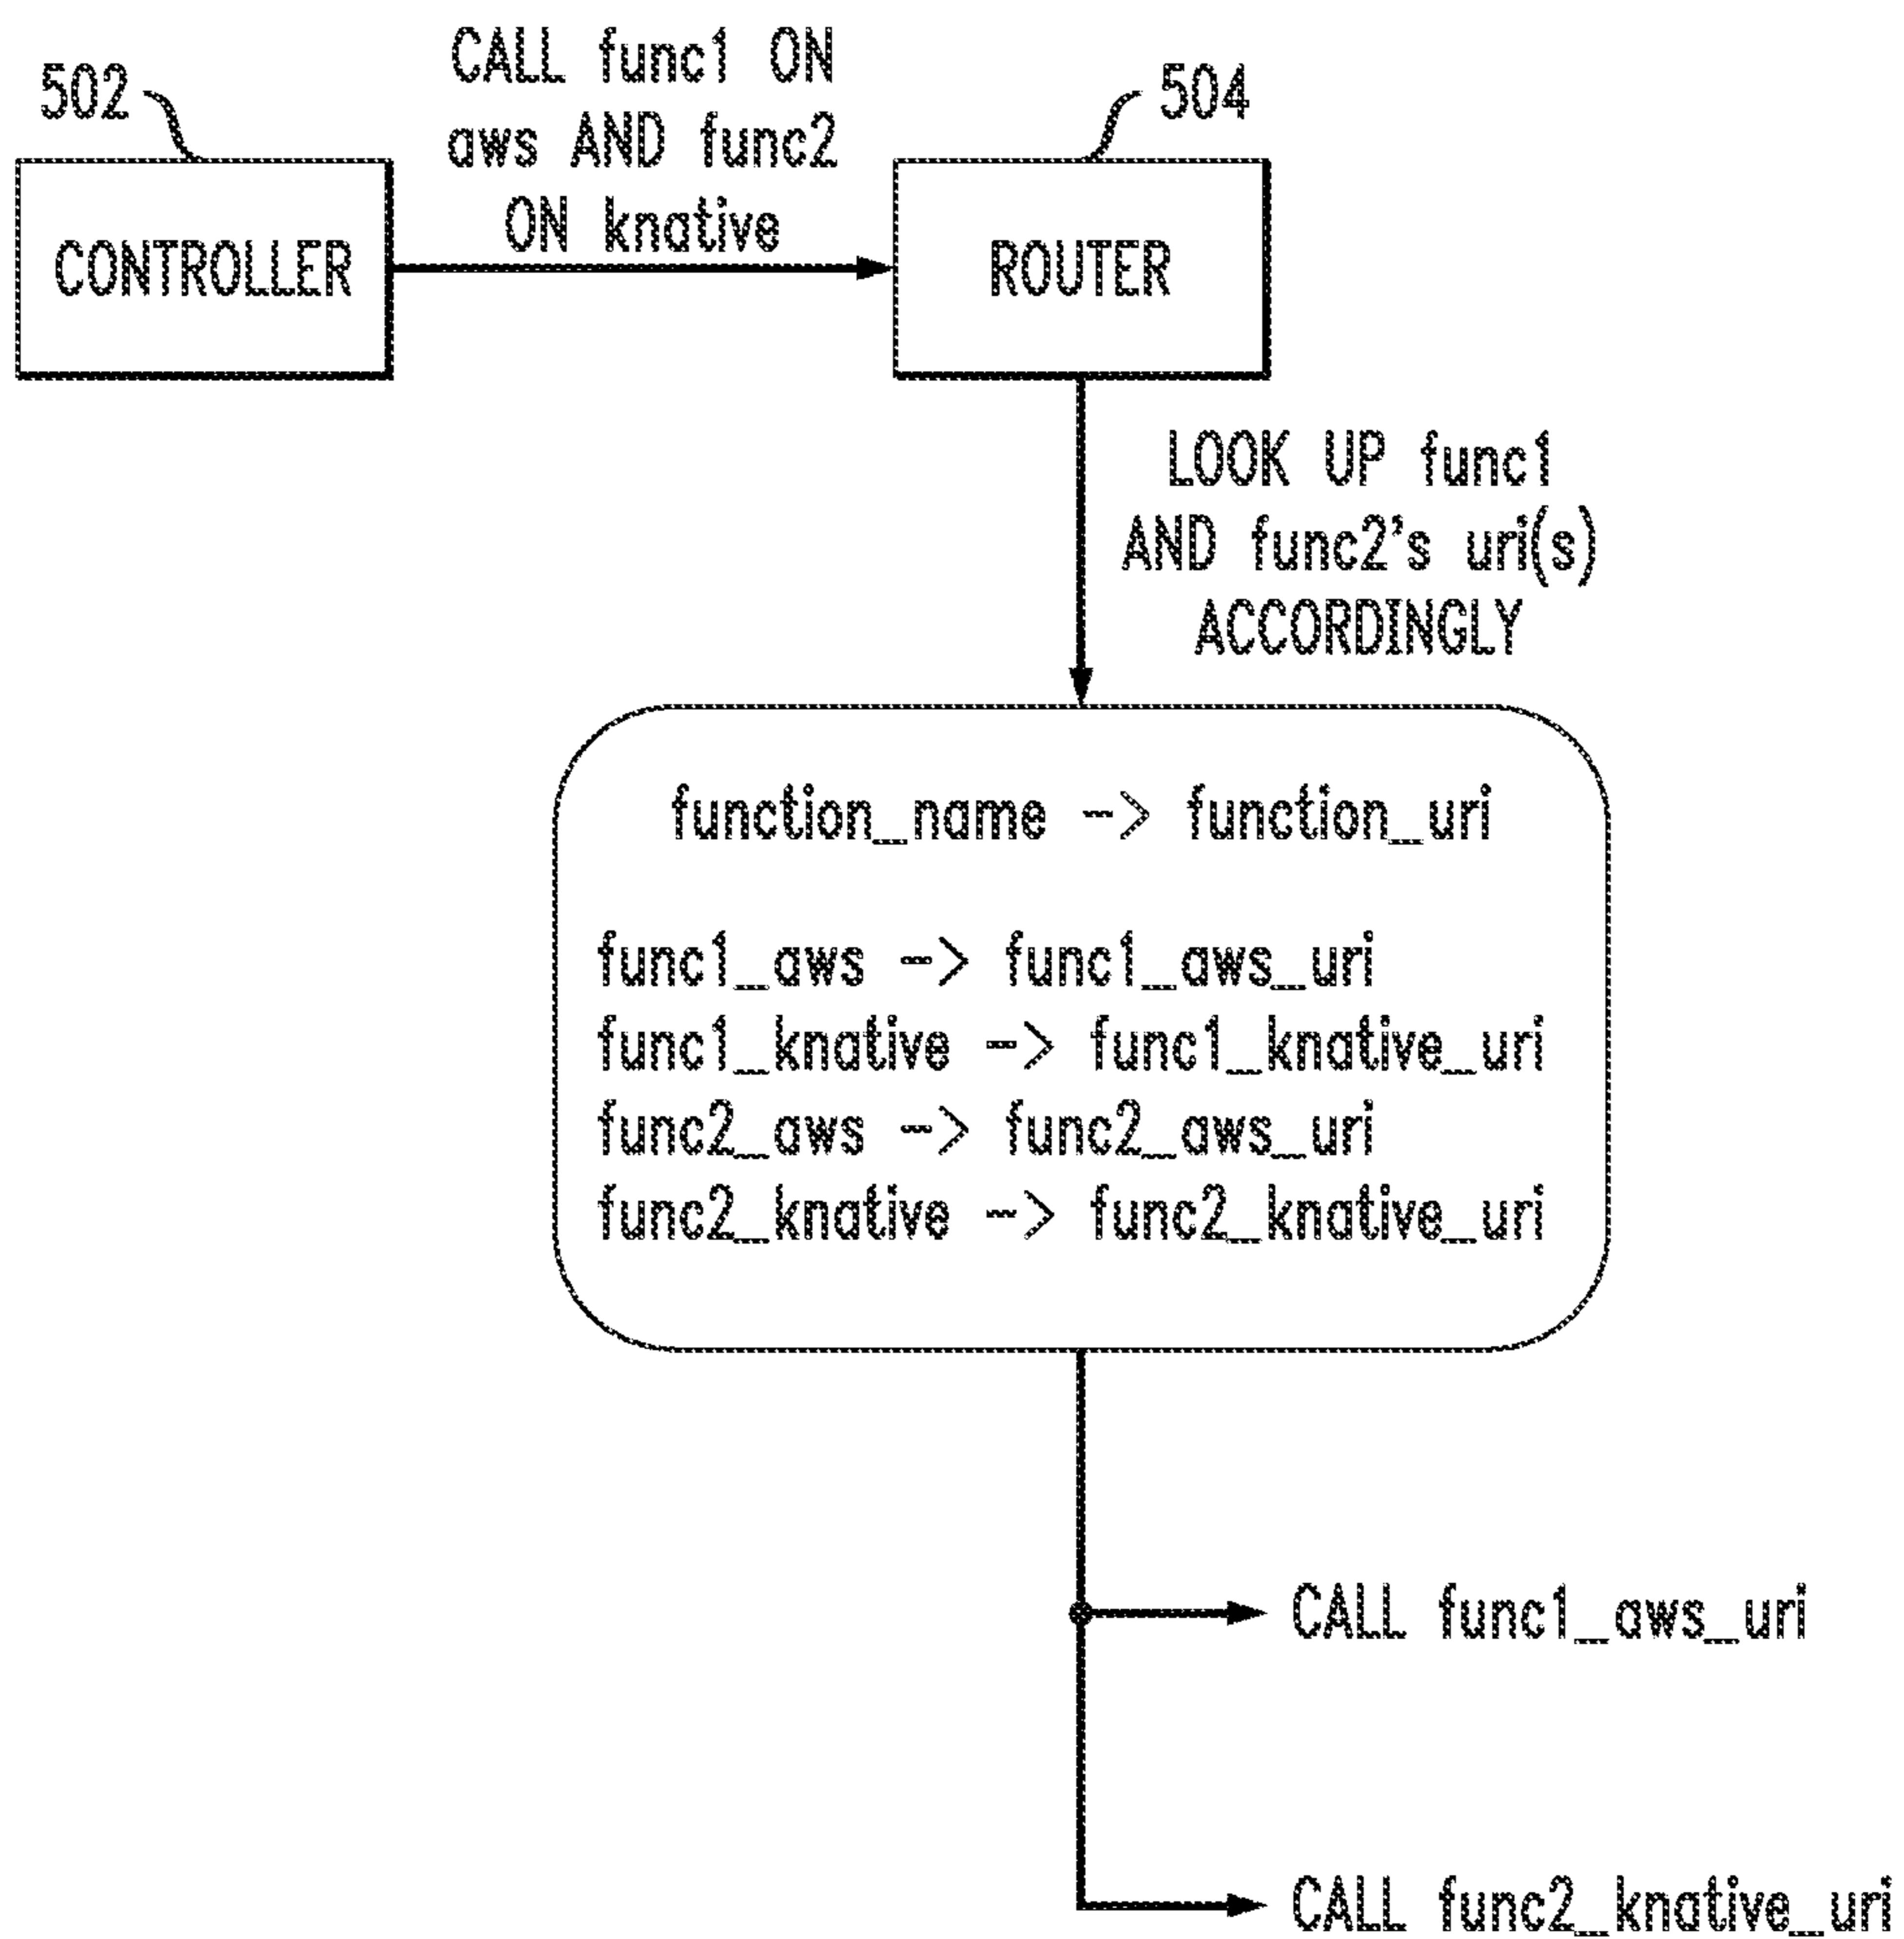 502
CALL func1 ON
aws AND func2
ON knative
504
CONTROLLER
ROUTER
LOOK UP func1
AND func2's uri(s)
ACCORDINGLY
function_name -> function_uri
func1_aws -> func1_aws_uri
func1_knative -> func1_knative_uri
func2_aws -> func2_aws_uri
func2_knative -> func2_knative_uri
CALL func1_aws_uri
CALL func2_knative_uri